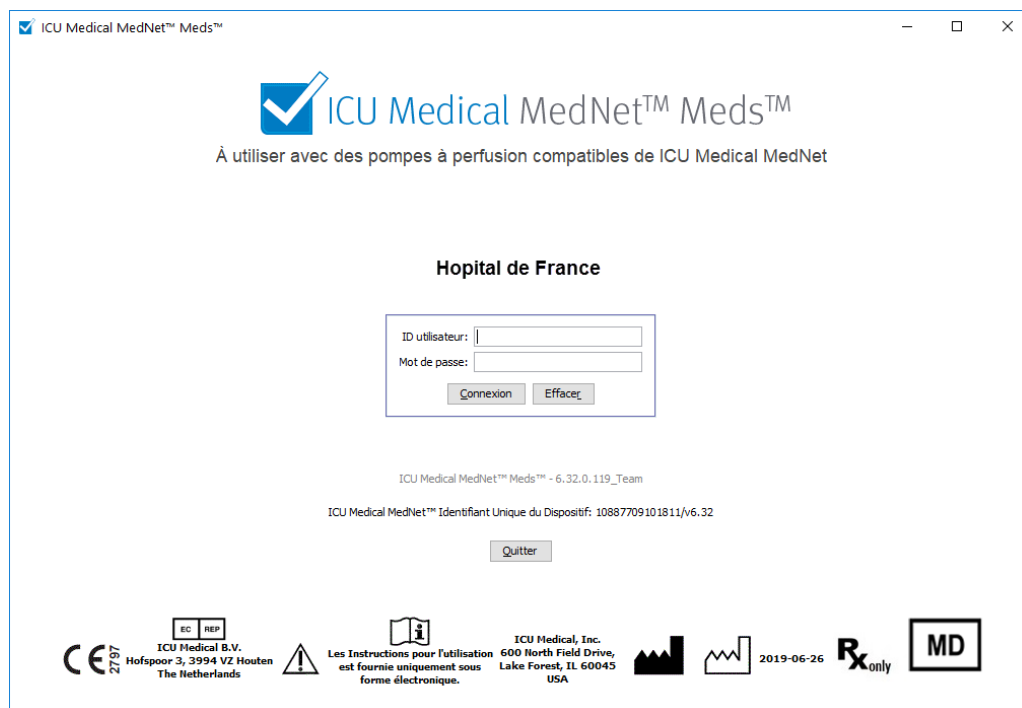 ICU Medical MedNet™ Meds™
ICU Medical MedNet™ Meds™
À utiliser avec des pompes à perfusion compatibles de ICU Medical MedNet
Hopital de France
ID utilisateur:
Mot de passe:
Connexion Effacer
ICU Medical MedNet™ Meds™ - 6.32.0.119_Team
ICU Medical MedNet™ Identifiant Unique du Dispositif: 10887709101811/v6.32
Quitter
CE 2797
EC REP
ICU Medical B.V.
Hofspoor 3, 3994 VZ Houten
The Netherlands
i
Les Instructions pour l'utilisation
est fournie uniquement sous
forme électronique.
ICU Medical, Inc.
600 North Field Drive,
Lake Forest, IL 60045
USA
2019-06-26
Rx only
MD